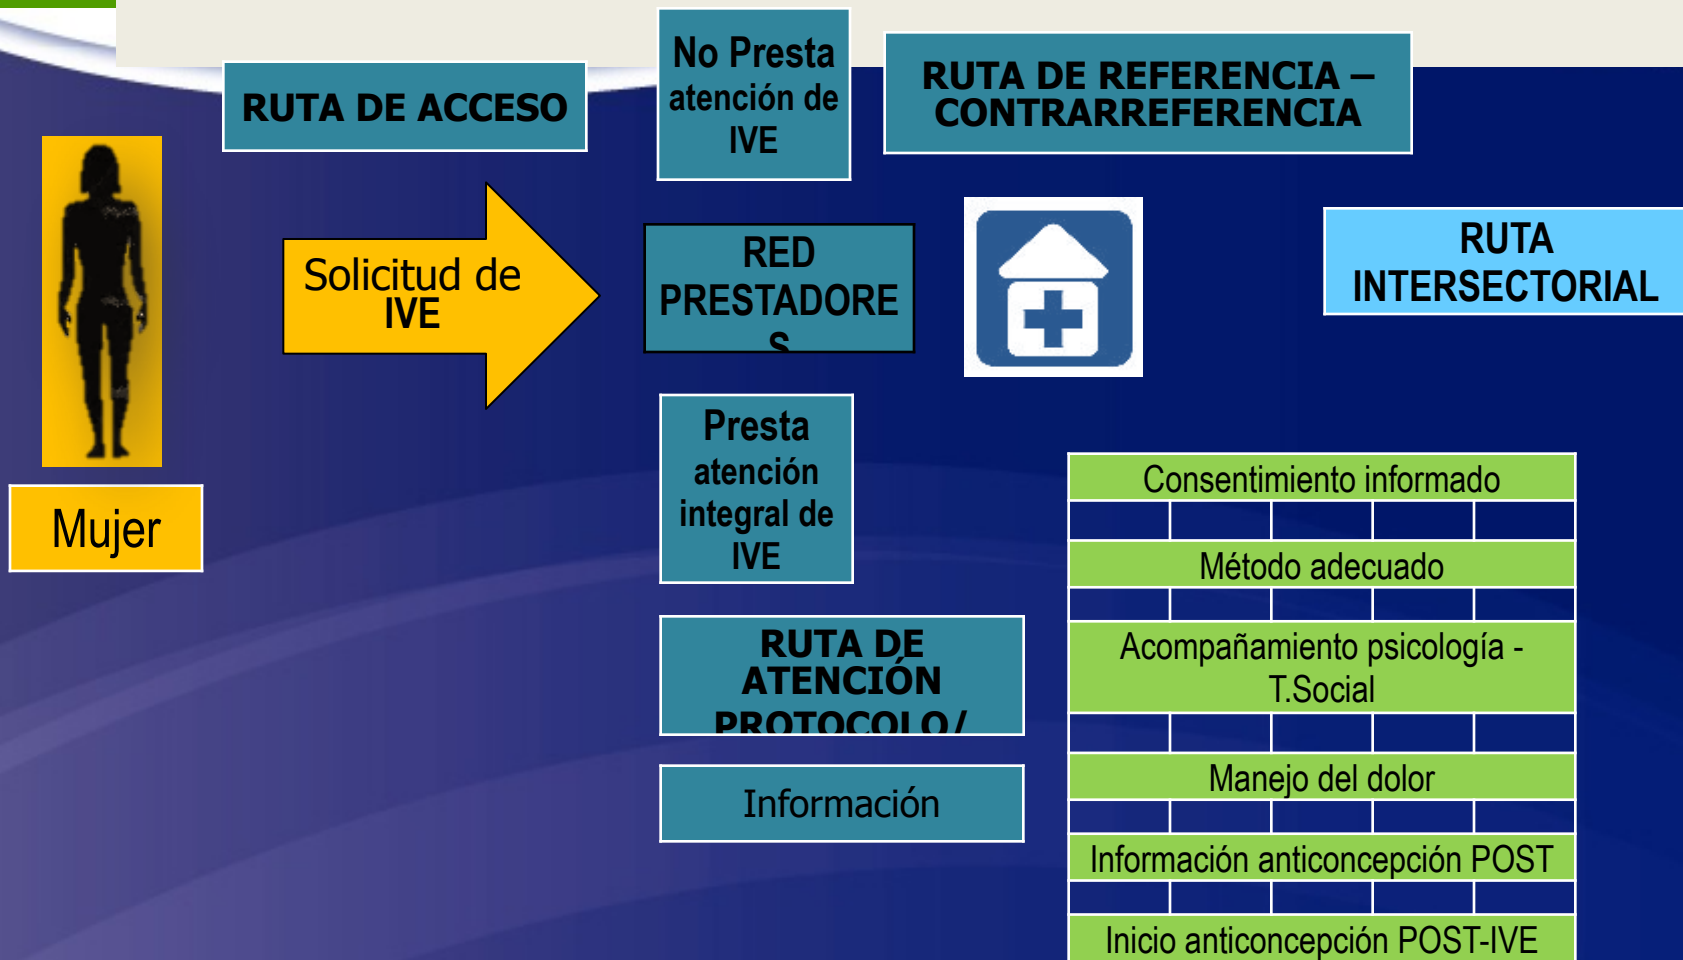 RUTA DE ACCESO
No Presta
atención de
IVE
RUTA DE REFERENCIA –
CONTRARREFERENCIA
Solicitud de
IVE
RED
PRESTADORE
S
RUTA
INTERSECTORIAL
Mujer
Presta
atención
integral de
IVE
RUTA DE
ATENCIÓN
PROTOCOLO/
Información
Consentimiento informado
Método adecuado
Acompañamiento psicología -
T.Social
Manejo del dolor
Información anticoncepción POST
Inicio anticoncepción POST-IVE